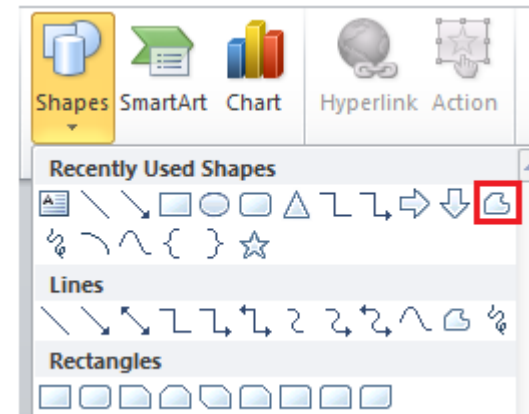 Shapes SmartArt Chart Hyperlink Action
Recently Used Shapes
Lines
Rectangles